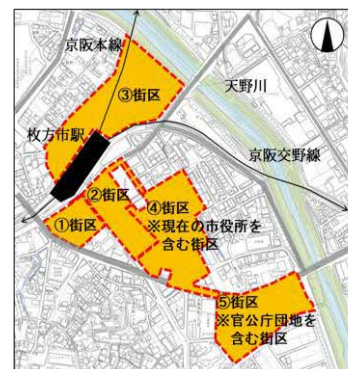 京阪本線
③街区
天野川
枚方市駅
京阪交野線
②街区
①街区
④街区
※現在の市役所を
含む街区
⑤街区
※官公庁団地を
含む街区